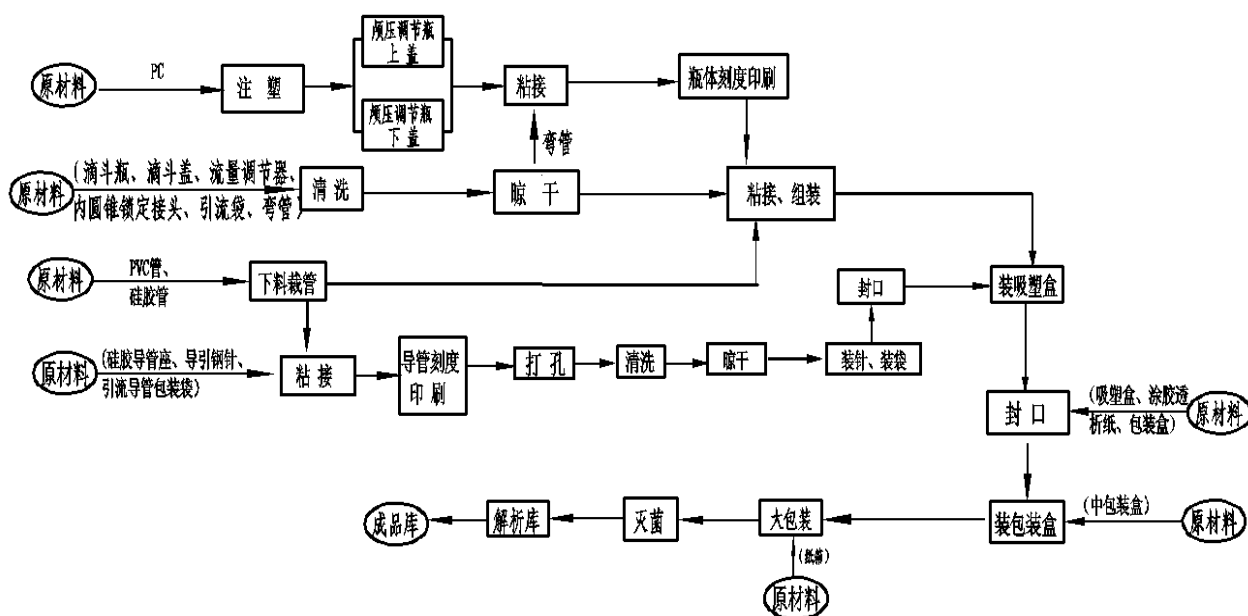 颅压调节瓶
上 盖
原材料
PC
注 塑
粘接
瓶体刻度印刷
颅压调节瓶
下 盖
弯管
原材料
(滴斗瓶、滴斗盖、流量调节器、
内圆锥锁定接头、引流袋、弯管)
清 洗
晾 干
粘接、组装
原材料
PVC管、
硅胶管
下料裁管
封口
装吸塑盒
原材料
(硅胶导管座、导引钢针、
引流导管包装袋)
粘 接
导管刻度
印 刷
打 孔
清洗
晾干
装针、装袋
封 口
(吸塑盒、涂胶透
析纸、包装盒)
原材料
成品库
解析库
灭菌
大包装
装包装盒
(中包装盒)
原材料
(纸箱)
原材料